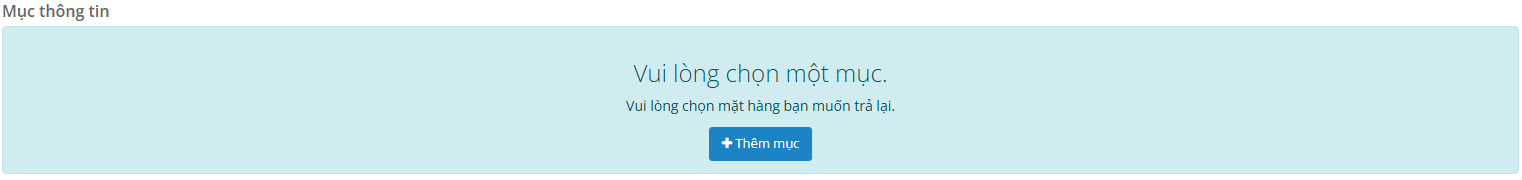 Mục thông tin
Vui lòng chọn một mục.
Vui lòng chọn mặt hàng bạn muốn trả lại.
Thêm mục